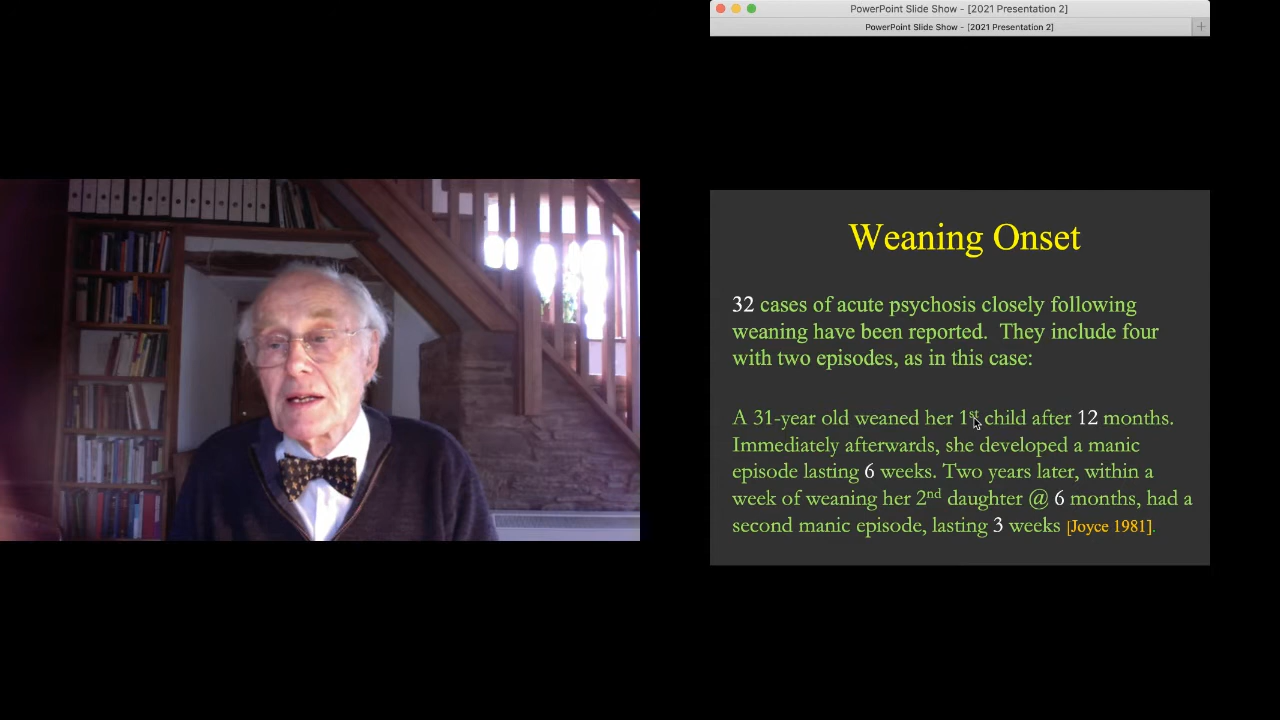 PowerPoint Slide Show - [2021 Presentation 2]
PowerPoint Slide Show - [2021 Presentation 2]
+
Weaning Onset
32 cases of acute psychosis closely following
weaning have been reported. They include four
with two episodes, as in this case:
A 31-year old weaned her 1st child after 12 months.
Immediately afterwards, she developed a manic
episode lasting 6 weeks. Two years later, within a
week of weaning her 2nd daughter @ 6 months, had a
second manic episode, lasting 3 weeks [Joyce 1981].